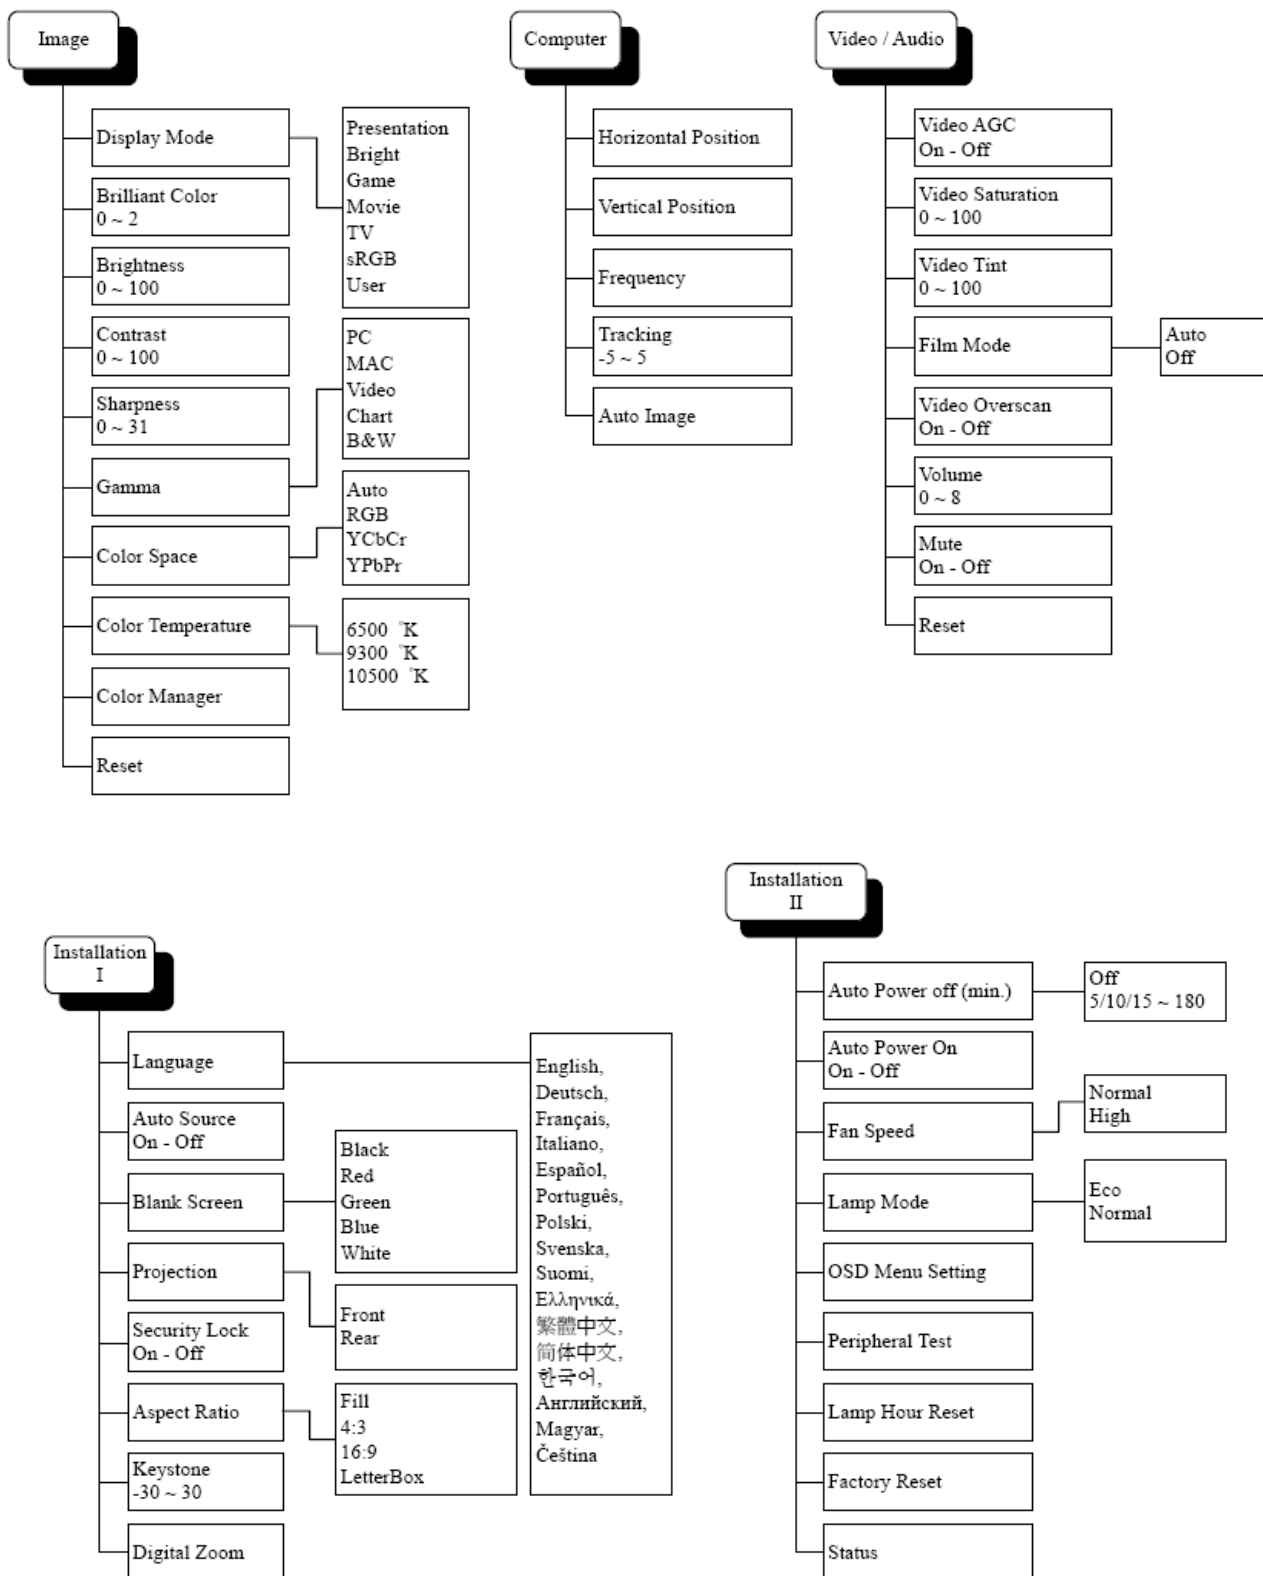 Image
Display Mode
Presentation
Bright
Game
Movie
TV
sRGB
User
Brilliant Color
0 ~ 2
Brightness
0 ~ 100
Contrast
0 ~ 100
Sharpness
0 ~ 31
Gamma
PC
MAC
Video
Chart
B&W
Color Space
Auto
RGB
YCbCr
YPbPr
Color Temperature
6500 °K
9300 °K
10500 °K
Color Manager
Reset
Computer
Horizontal Position
Vertical Position
Frequency
Tracking
-5 ~ 5
Auto Image
Video / Audio
Video AGC
On - Off
Video Saturation
0 ~ 100
Video Tint
0 ~ 100
Film Mode
Auto
Off
Video Overscan
On - Off
Volume
0 ~ 8
Mute
On - Off
Reset
Installation
I
Language
English,
Deutsch,
Français,
Italiano,
Español,
Português,
Polski,
Svenska,
Suomi,
Ελληνικά,
繁體中文,
简体中文,
한국어,
Английский,
Magyar,
Čeština
Auto Source
On - Off
Blank Screen
Black
Red
Green
Blue
White
Projection
Front
Rear
Security Lock
On - Off
Aspect Ratio
Fill
4:3
16:9
LetterBox
Keystone
-30 ~ 30
Digital Zoom
Installation
II
Auto Power off (min.)
Off
5/10/15 ~ 180
Auto Power On
On - Off
Fan Speed
Normal
High
Lamp Mode
Eco
Normal
OSD Menu Setting
Peripheral Test
Lamp Hour Reset
Factory Reset
Status